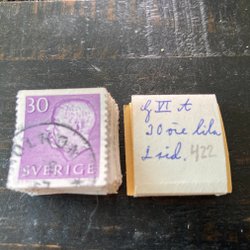 30
SVERIGE
G VI A
30 öre lila
2 sid. 422